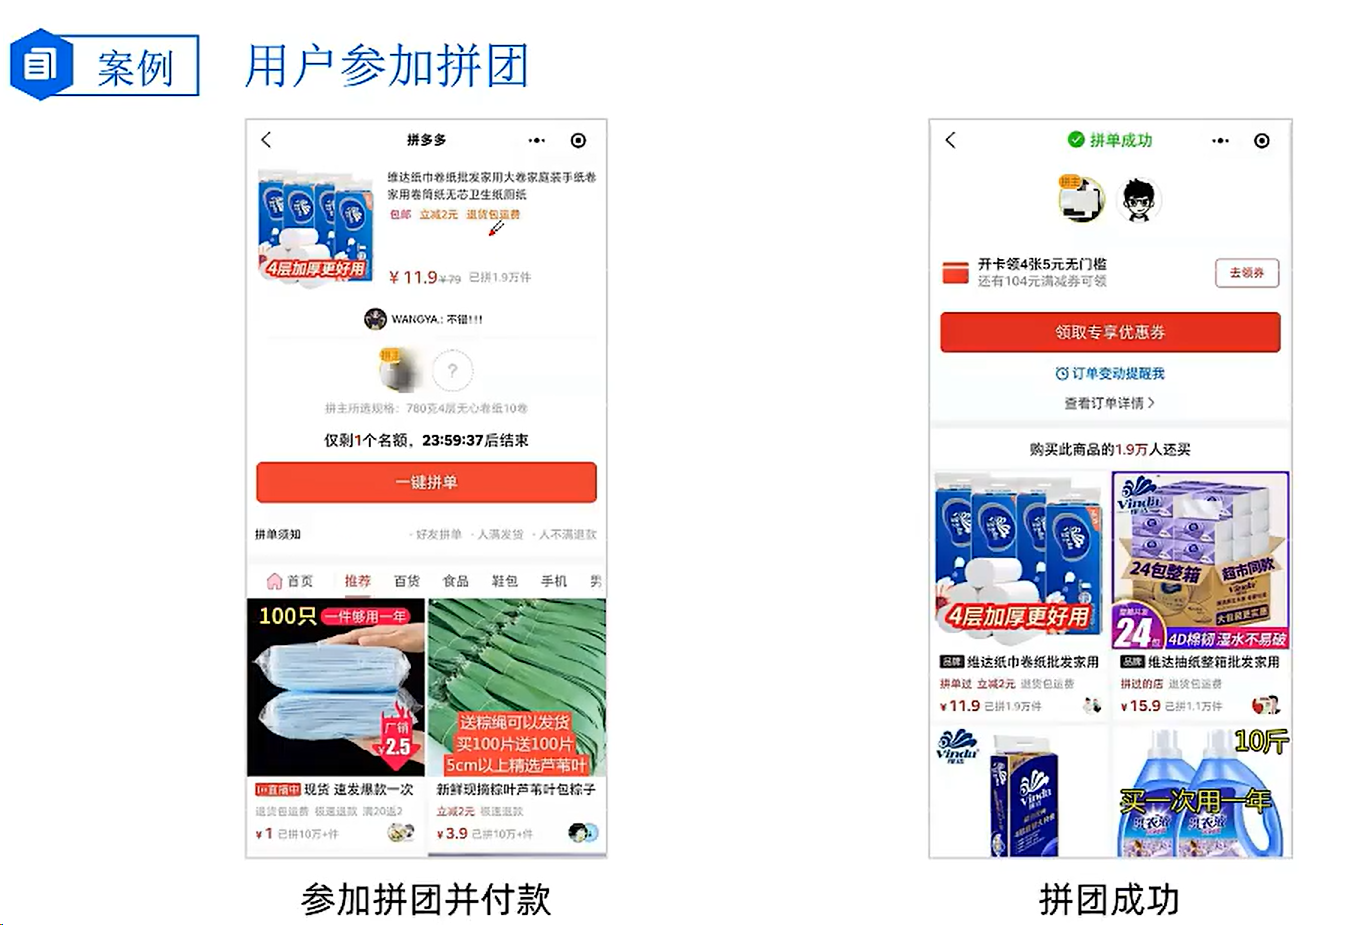 案例
用户参加拼团
拼多多
维达纸巾卷纸批发家用大卷家庭装手纸卷
家用卷筒纸无芯卫生纸厕纸
包邮 立减2元 退货包运费
4层加厚更好用
¥11.9 ¥79 已拼1.9万件
WANGYA.: 不错!!!
拼主
?
拼主所选规格: 780克4层无心卷纸10卷
仅剩1个名额，23:59:37后结束
一键拼单
拼单须知 · 好友拼单 · 人满发货 · 人不满退款
首页 推荐 百货 食品 鞋包 手机 男
100只 一件够用一年
厂销
¥2.5
送粽绳可以发货
买100片送100片
5cm以上精选芦苇叶
直播中 现货 速发爆款一次
退货包运费 极速退款 满20返2
¥1 已拼10万+件
新鲜现摘粽叶芦苇叶包粽子
立减2元 极速退款
¥3.9 已拼10万+件
参加拼团并付款
拼单成功
拼主
开卡领4张5元无门槛
还有104元满减券可领
去领券
领取专享优惠券
订单变动提醒我
查看订单详情
购买此商品的1.9万人还买
4层加厚更好用
品牌 维达纸巾卷纸批发家用
拼单过 立减2元 退货包运费
¥11.9 已拼1.9万件
Vinda
维达
24包整箱
超市同款
24包
4D棉韧 湿水不易破
品牌 维达抽纸整箱批发家用
拼过的店 退货包运费
¥15.9 已拼1.1万件
Vinda
维达
Vinda
10斤
买一次用一年
洗衣液
洗衣液
拼团成功